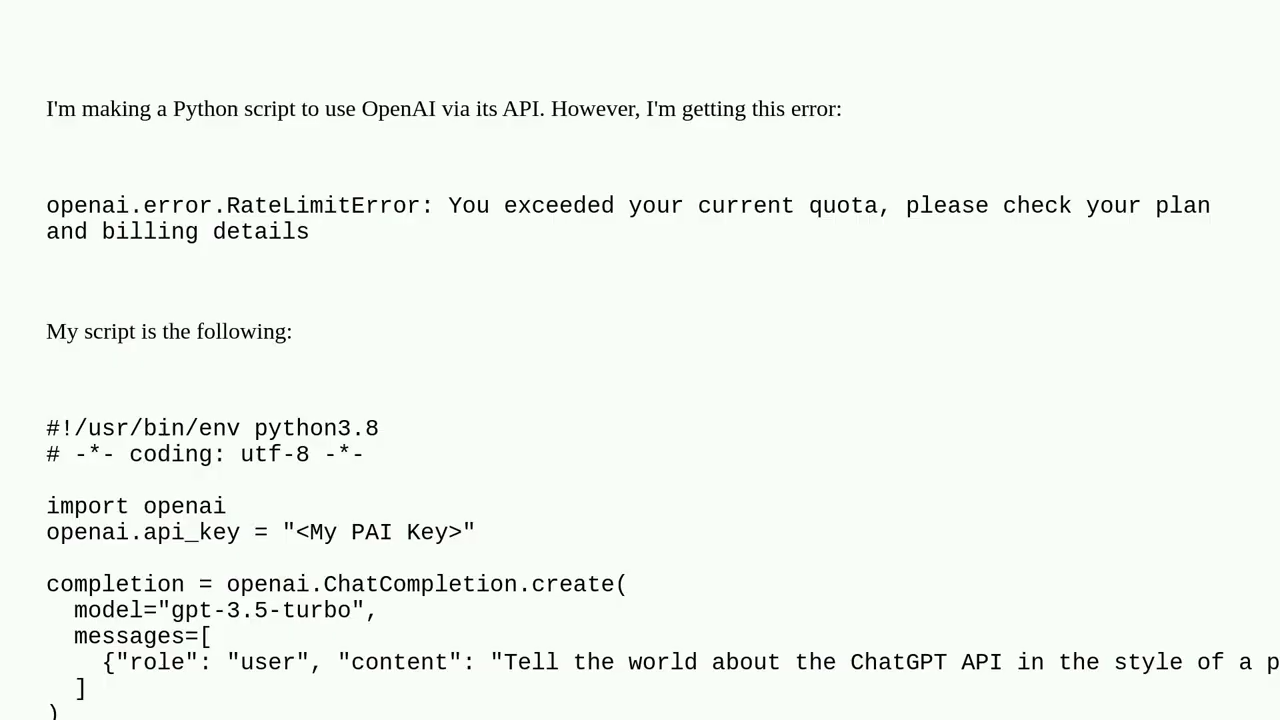 I'm making a Python script to use OpenAI via its API. However, I'm getting this error:
openai.error.RateLimitError: You exceeded your current quota, please check your plan
and billing details
My script is the following:
#!/usr/bin/env python3.8
# -*- coding: utf-8 -*-
import openai
openai.api_key = "<My PAI Key>"
completion = openai.ChatCompletion.create(
  model="gpt-3.5-turbo",
  messages=[
    {"role": "user", "content": "Tell the world about the ChatGPT API in the style of a
  ]
)